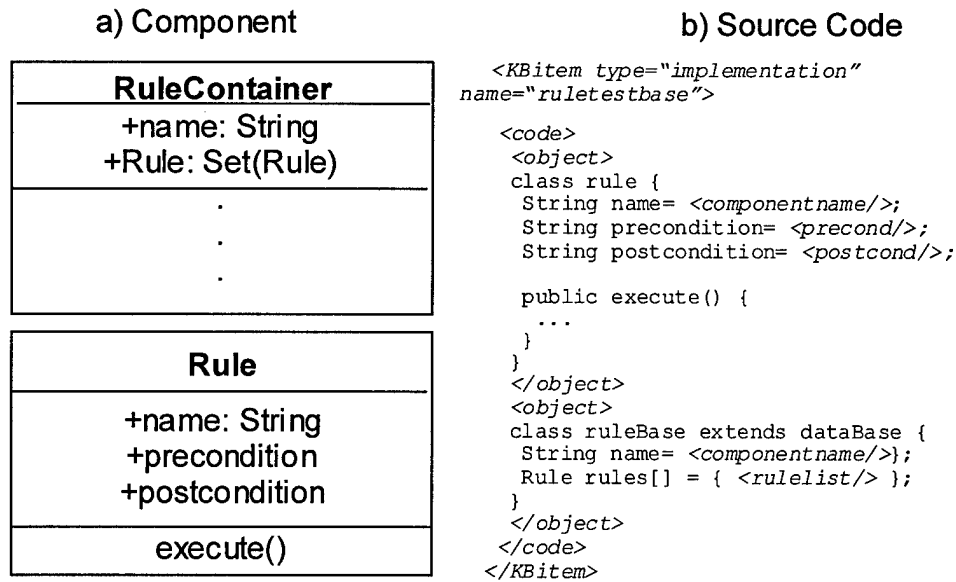 a) Component
RuleContainer
+name: String
+Rule: Set(Rule)
.
.
.
Rule
+name: String
+precondition
+postcondition
execute()
b) Source Code
<KBitem type="implementation"
name="ruletestbase">
<code>
<object>
class rule {
String name= <componentname/>;
String precondition= <precond/>;
String postcondition= <postcond/>;
public execute() {
...
}
}
</object>
<object>
class ruleBase extends dataBase {
String name= <componentname/>};
Rule rules[] = { <rulelist/> };
}
</object>
</code>
</KBitem>